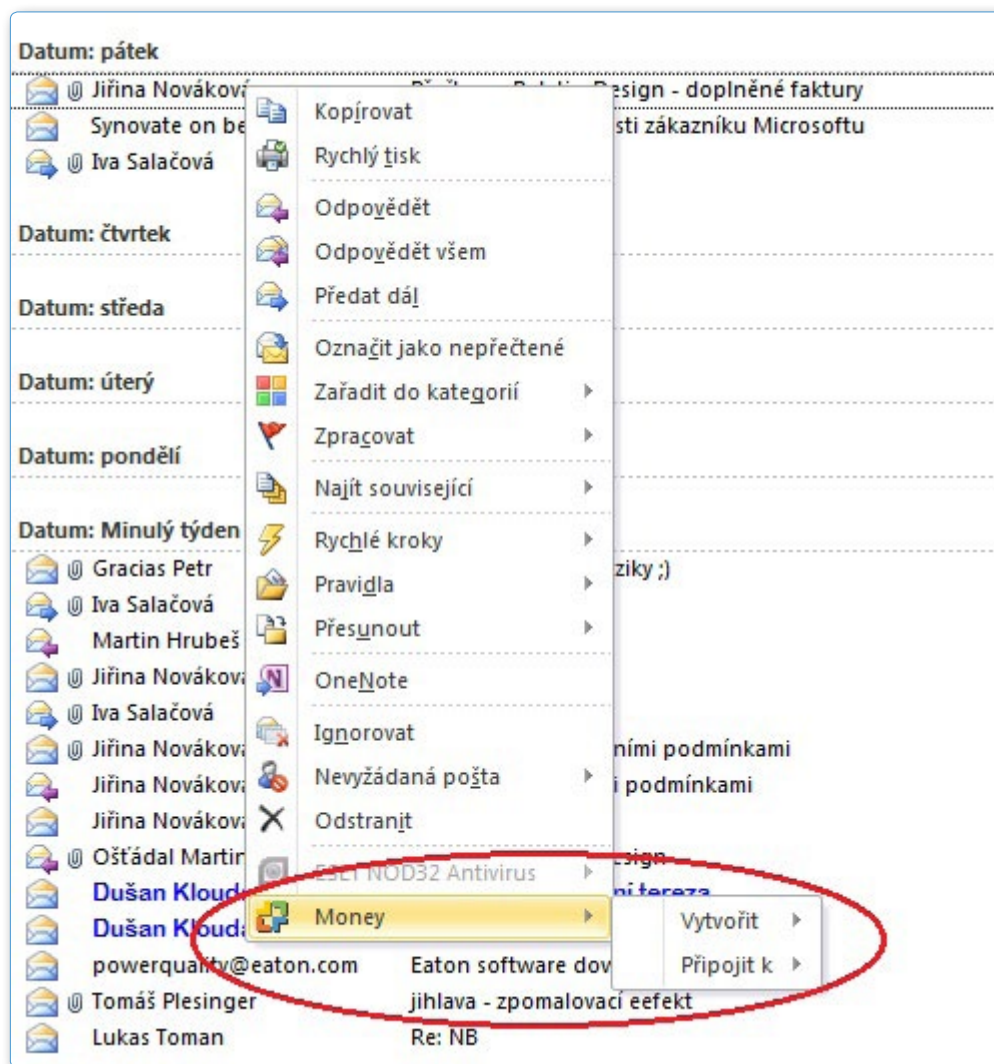 Datum: pátek
Jiřina Nováková esign - doplněné faktury
Synovate on be sti zákazníku Microsoftu
Iva Salačová
Datum: čtvrtek
Datum: středa
Datum: úterý
Datum: pondělí
Datum: Minulý týden
Gracias Petr ziky ;)
Iva Salačová
Martin Hrubeš
Jiřina Nováková
Iva Salačová
Jiřina Nováková ními podmínkami
Jiřina Nováková i podmínkami
Jiřina Nováková
Ošťádal Martin sign
Dušan Klouda ní tereza
Dušan Klouda
powerquality@eaton.com Eaton software dov
Tomáš Plesinger jihlava - zpomalovací eefekt
Lukas Toman Re: NB
Kopírovat
Rychlý tisk
Odpovědět
Odpovědět všem
Předat dál
Označit jako nepřečtené
Zařadit do kategorií
Zpracovat
Najít související
Rychlé kroky
Pravidla
Přesunout
OneNote
Ignorovat
Nevyžádaná pošta
Odstranit
ESET NOD32 Antivirus
Money
Vytvořit
Připojit k